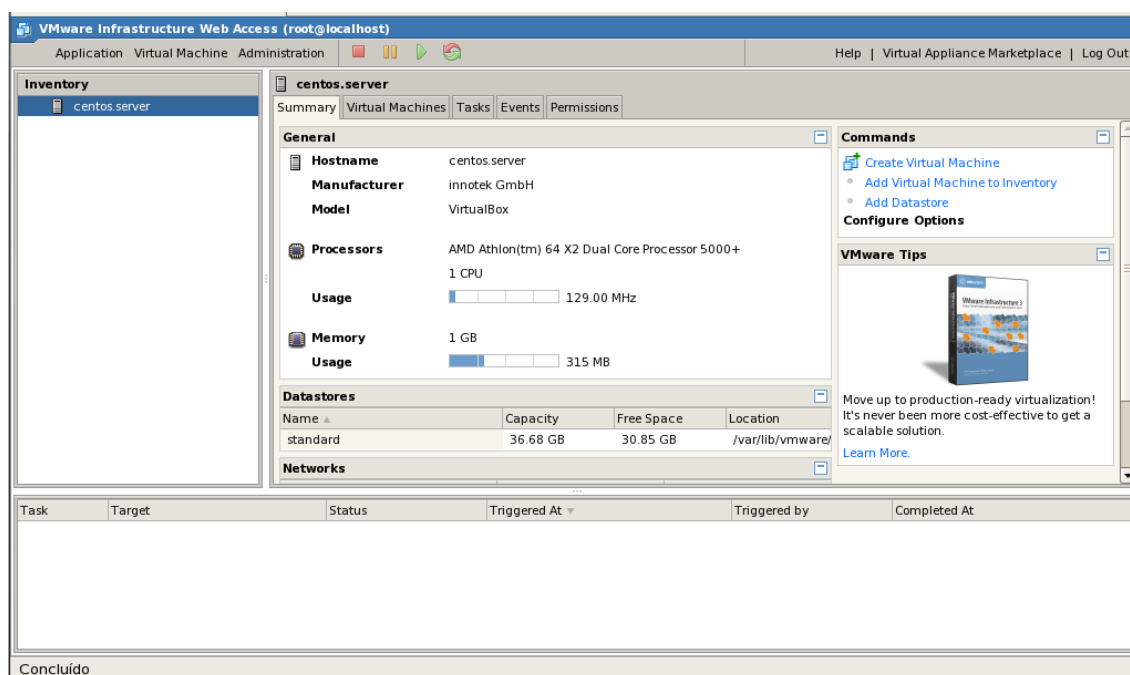 VMware Infrastructure Web Access (root@localhost)
Application Virtual Machine Administration Help | Virtual Appliance Marketplace | Log Out
Inventory
centos.server
centos.server
Summary Virtual Machines Tasks Events Permissions
General
Hostname centos.server
Manufacturer innotek GmbH
Model VirtualBox
Processors AMD Athlon(tm) 64 X2 Dual Core Processor 5000+
1 CPU
Usage 129.00 MHz
Memory 1 GB
Usage 315 MB
Datastores
Name Capacity Free Space Location
standard 36.68 GB 30.85 GB /var/lib/vmware/
Networks
Commands
Create Virtual Machine
Add Virtual Machine to Inventory
Add Datastore
Configure Options
VMware Tips
VMware Infrastructure 3
Move up to production-ready virtualization!
It's never been more cost-effective to get a
scalable solution.
Learn More.
Task Target Status Triggered At Triggered by Completed At
Concluído